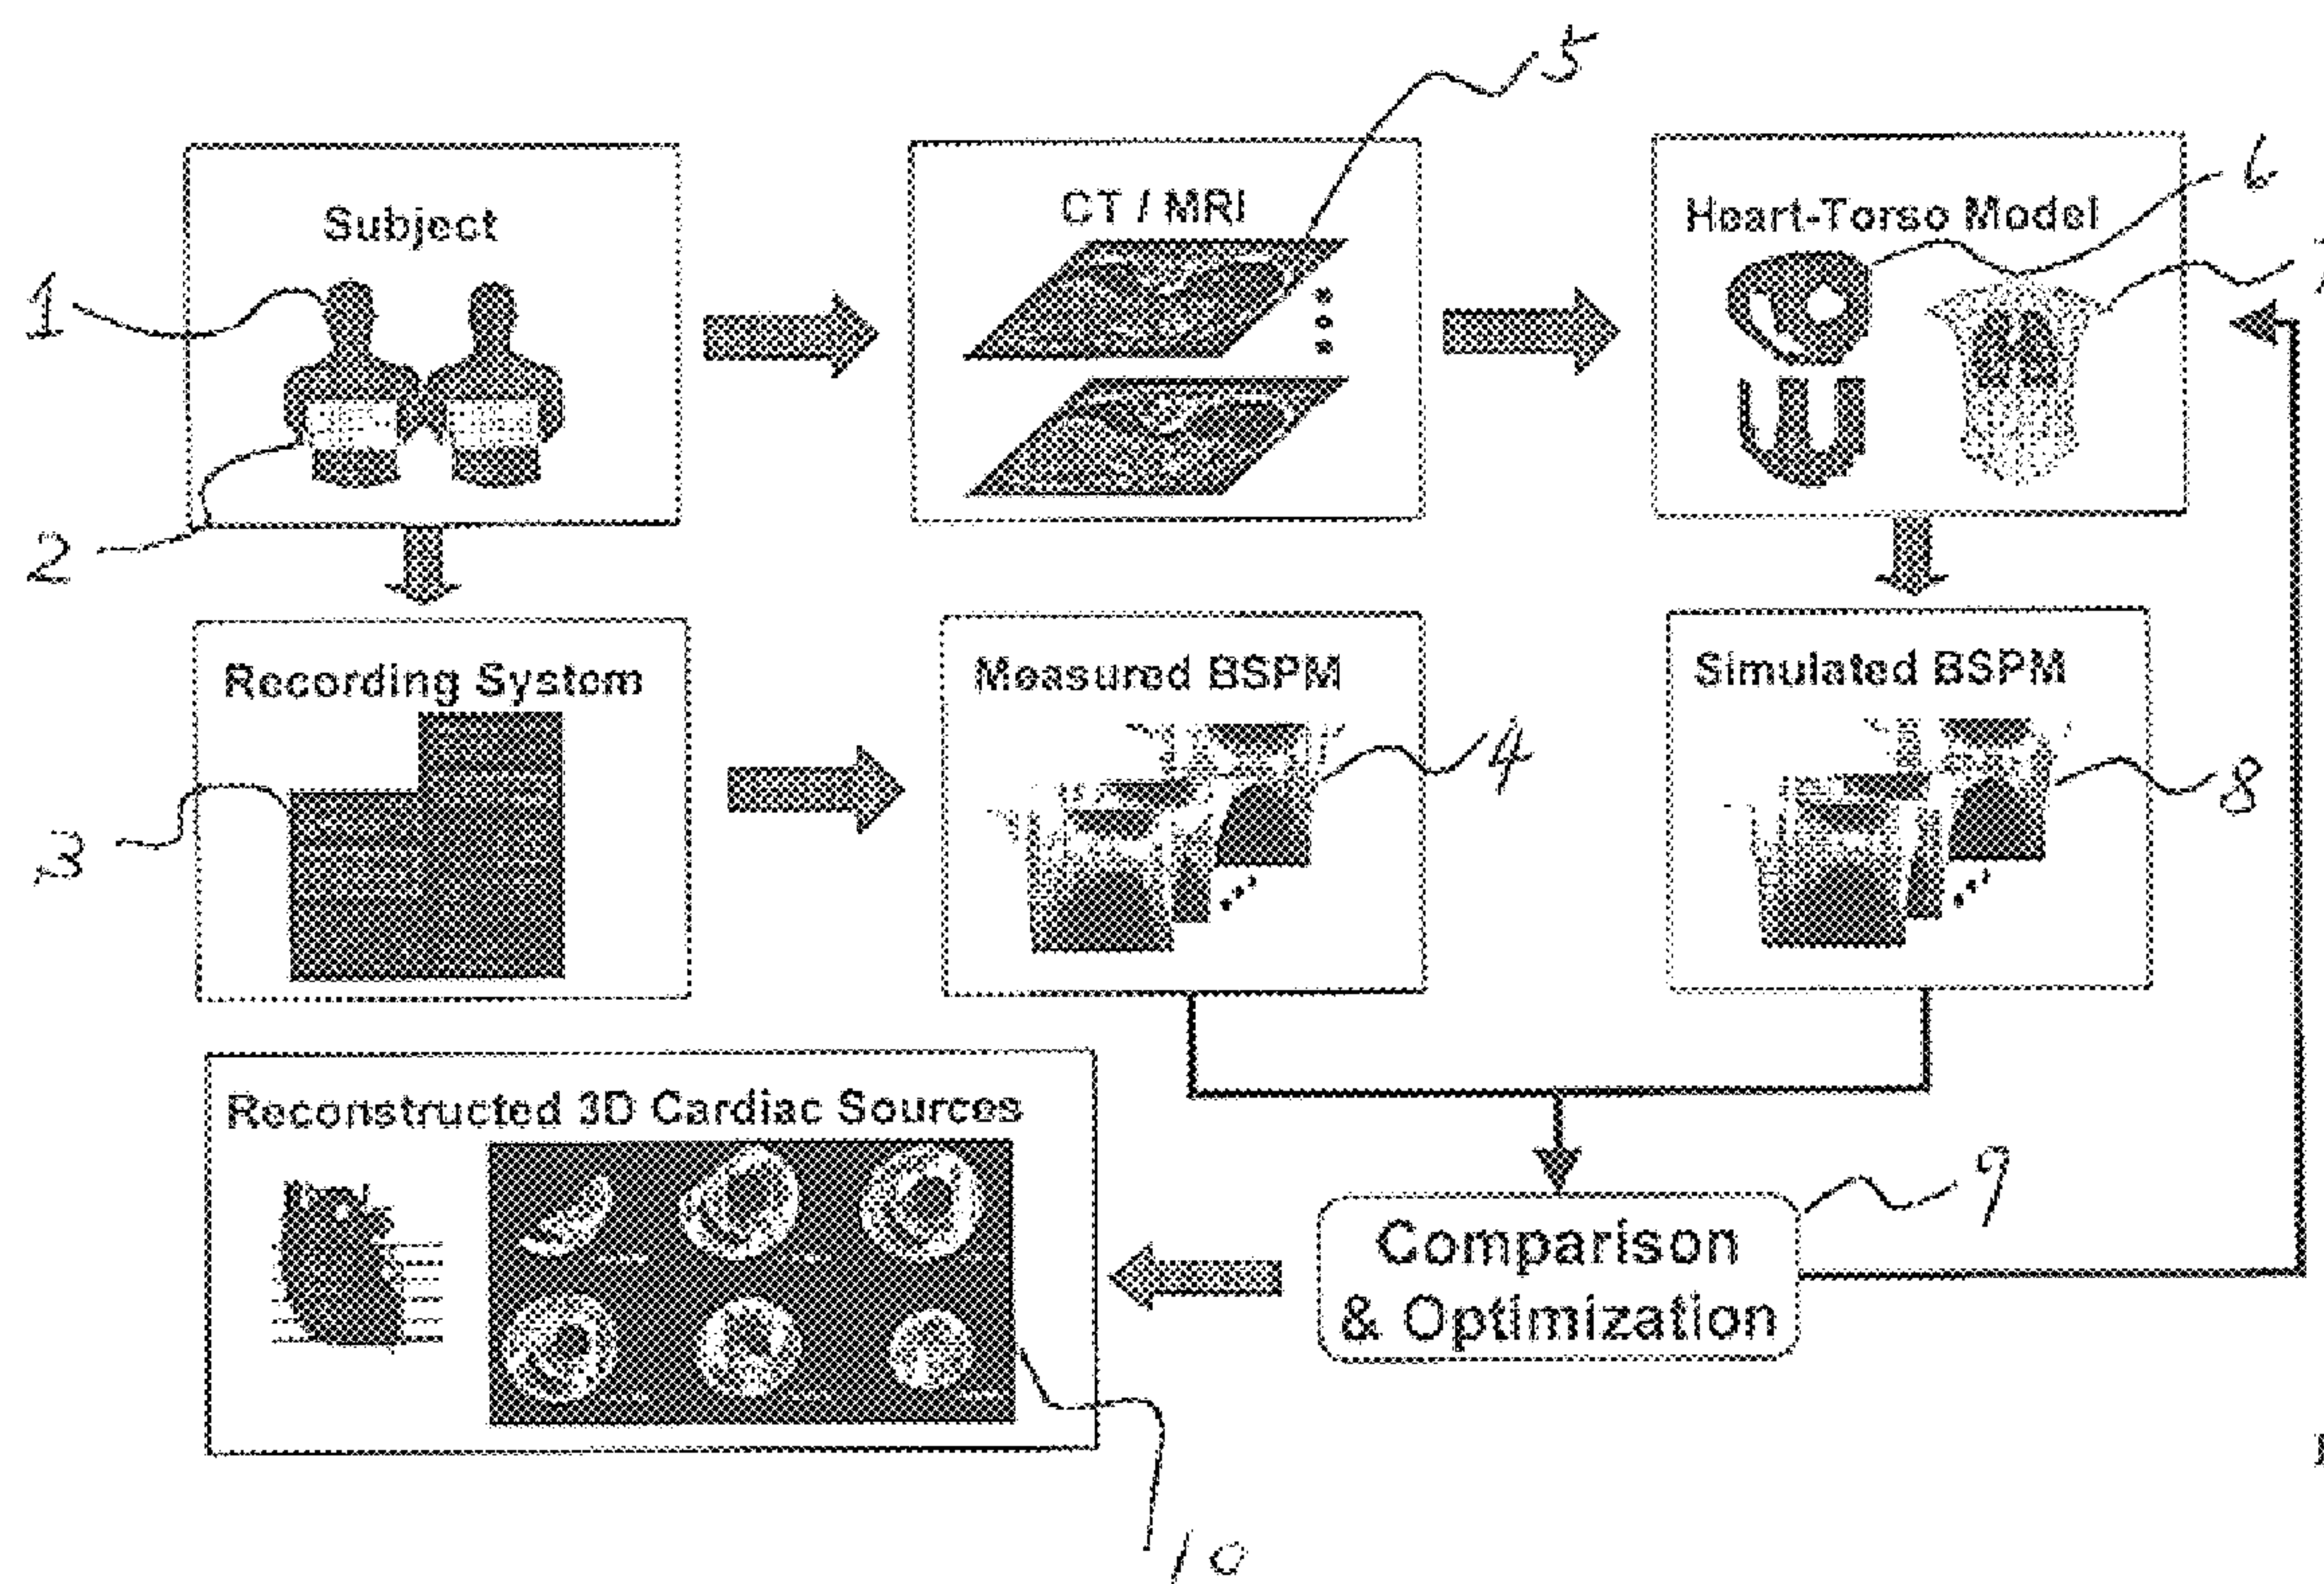 5
Subject
CT / MRI
Heart-Torso Model
6
1
7
2
Recording System
Measured BSPM
Simulated BSPM
4
8
3
Reconstructed 3D Cardiac Sources
9
Comparison
& Optimization
10